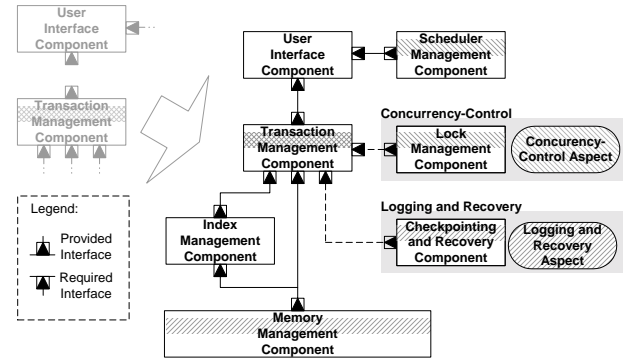 User
Interface
Component
Transaction
Management
Component
Legend:
Provided
Interface
Required
Interface
User
Interface
Component
Scheduler
Management
Component
Concurrency-Control
Transaction
Management
Component
Lock
Management
Component
Concurency-
Control Aspect
Logging and Recovery
Index
Management
Component
Checkpointing
and Recovery
Component
Logging and
Recovery
Aspect
Memory
Management
Component